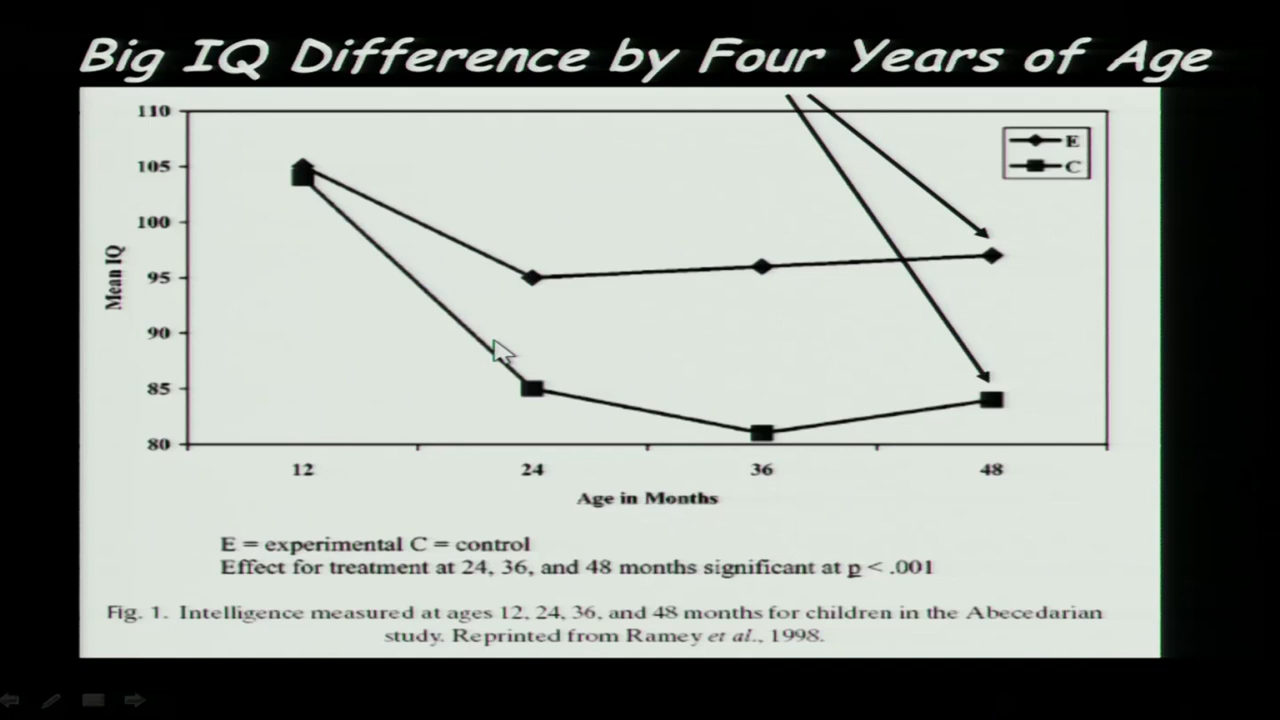 Big IQ Difference by Four Years of Age
110
105
100
95
90
85
80
Mean IQ
E
C
12 24 36 48
Age in Months
E = experimental C = control
Effect for treatment at 24, 36, and 48 months significant at p < .001
Fig. 1. Intelligence measured at ages 12, 24, 36, and 48 months for children in the Abecedarian
study. Reprinted from Ramey et al., 1998.